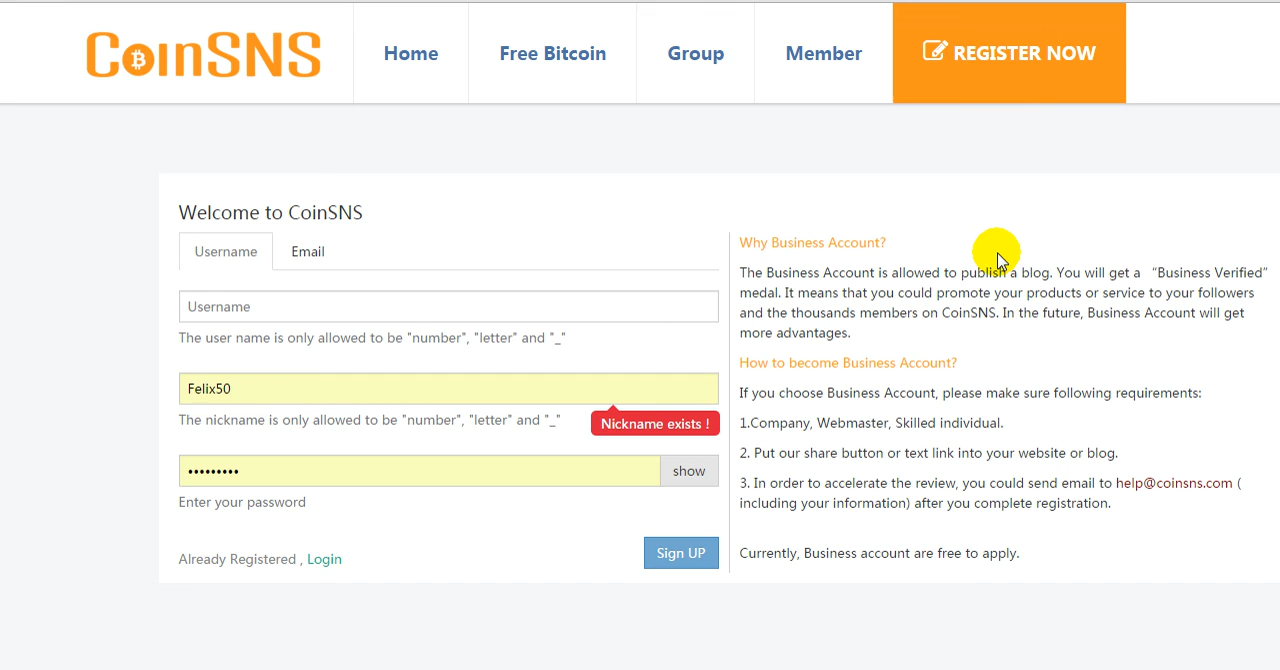 CoinSNS
Home
Free Bitcoin
Group
Member
REGISTER NOW
Welcome to CoinSNS
Username
Email
Username
The user name is only allowed to be "number", "letter" and "_"
Felix50
The nickname is only allowed to be "number", "letter" and "_"
Nickname exists !
•••••••••
show
Enter your password
Already Registered , Login
Sign UP
Why Business Account?
The Business Account is allowed to publish a blog. You will get a “Business Verified”
medal. It means that you could promote your products or service to your followers
and the thousands members on CoinSNS. In the future, Business Account will get
more advantages.
How to become Business Account?
If you choose Business Account, please make sure following requirements:
1.Company, Webmaster, Skilled individual.
2. Put our share button or text link into your website or blog.
3. In order to accelerate the review, you could send email to help@coinsns.com (
including your information) after you complete registration.
Currently, Business account are free to apply.